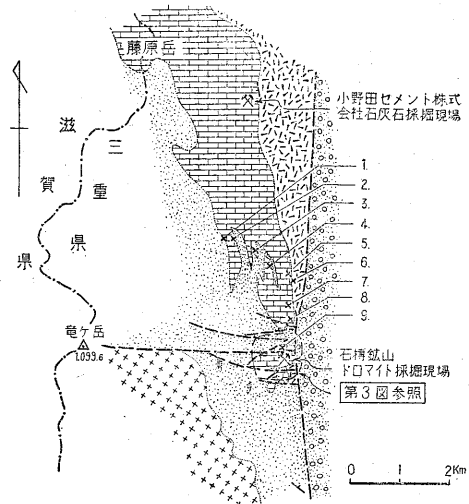 藤原岳
小野田セメント株式
会社石灰石採掘現場
滋賀県
三重県
1.
2.
3.
4.
5.
6.
7.
8.
9.
竜ヶ岳
1.099.6
石榑鉱山
ドロマイト採掘現場
第3図参照
0 1 2Km